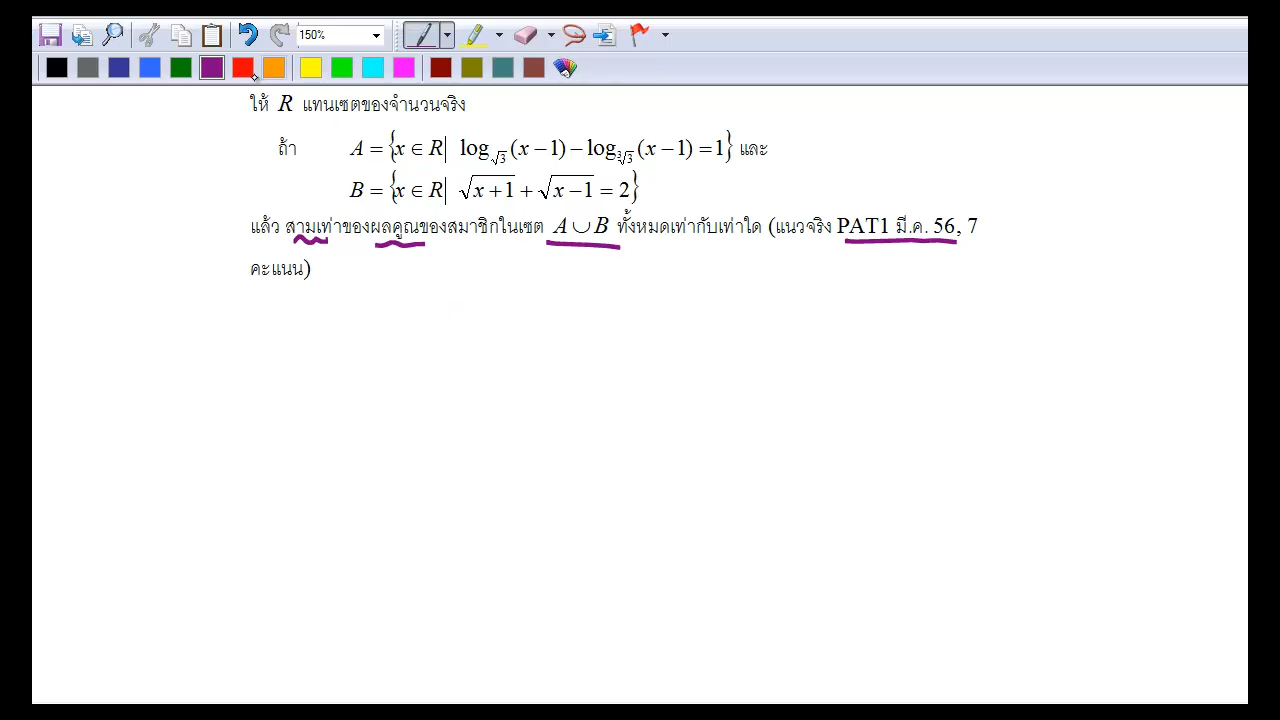 150%
ให้ R แทนเซตของจำนวนจริง
ถ้า A = {x ∈ R| log_√3 (x − 1) − log_∛3 (x − 1) = 1} และ
B = {x ∈ R| √(x + 1) + √(x − 1) = 2}
แล้ว สามเท่าของผลคูณของสมาชิกในเซต A ∪ B ทั้งหมดเท่ากับเท่าใด (แนวจริง PAT1 มี.ค. 56, 7
คะแนน)